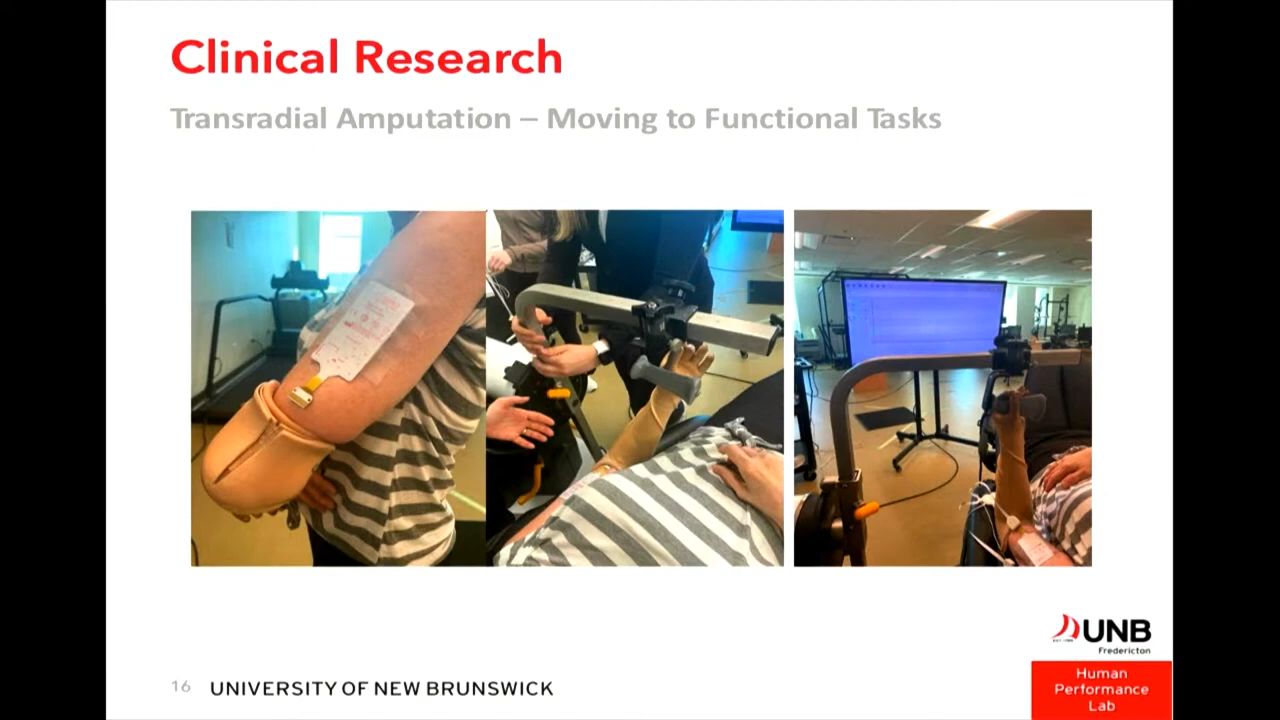 Clinical Research
Transradial Amputation – Moving to Functional Tasks
UNB
Fredericton
16 UNIVERSITY OF NEW BRUNSWICK
Human
Performance
Lab